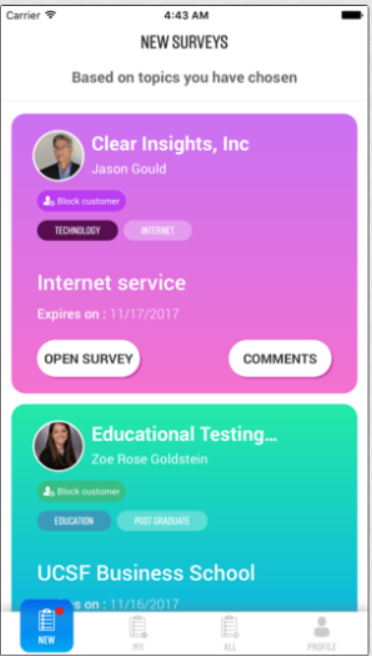 Carrier 4:43 AM
NEW SURVEYS
Based on topics you have chosen
Clear Insights, Inc
Jason Gould
Block customer
TECHNOLOGY INTERNET
Internet service
Expires on : 11/17/2017
OPEN SURVEY COMMENTS
Educational Testing...
Zoe Rose Goldstein
Block customer
EDUCATION POST GRADUATE
UCSF Business School
es on : 11/16/2017
NEW MY ALL PROFILE